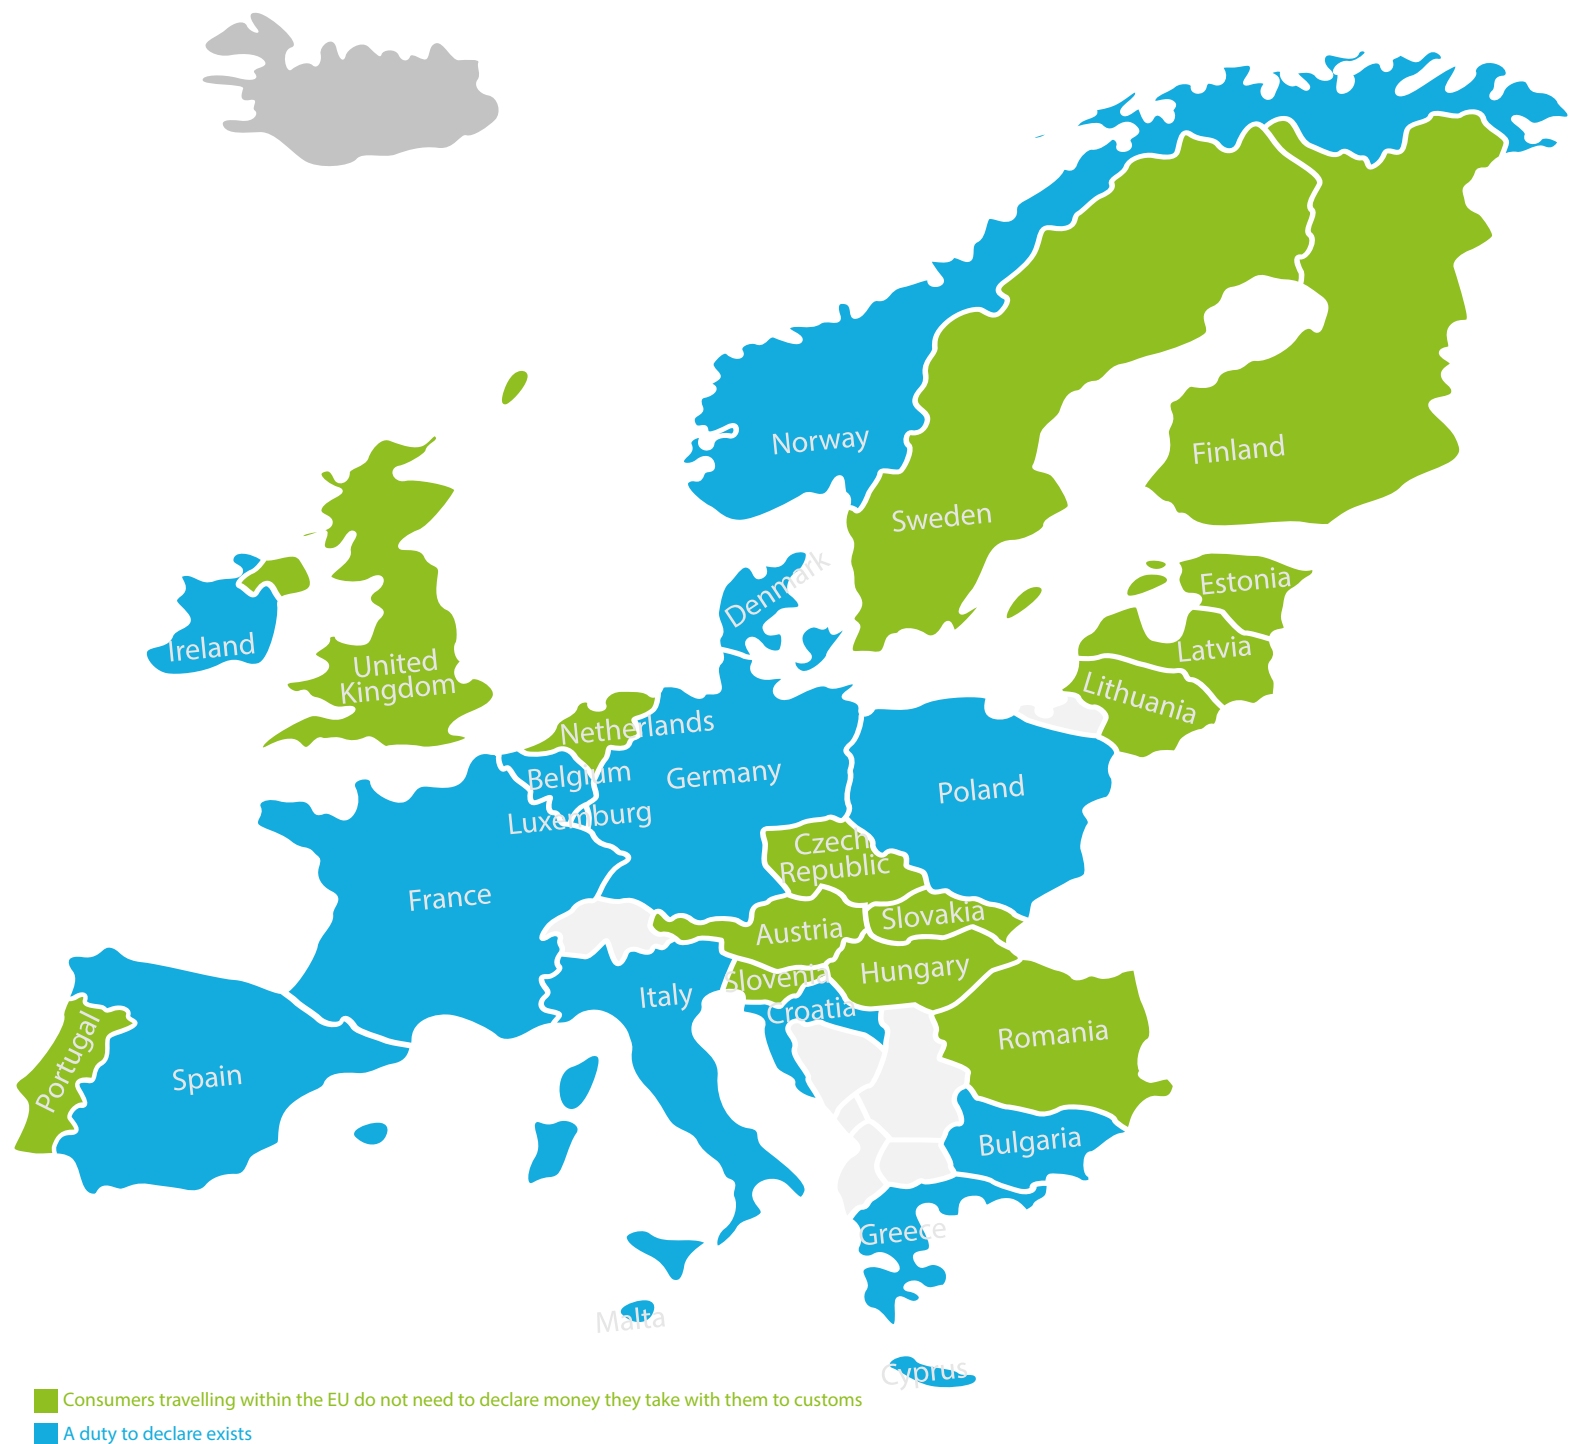 Norway
Finland
Sweden
Denmark
Estonia
Ireland
Latvia
United
Kingdom
Lithuania
Netherlands
Belgium
Germany
Poland
Luxemburg
Czech
Republic
France
Slovakia
Austria
Hungary
Slovenia
Italy
Croatia
Romania
Portugal
Spain
Bulgaria
Greece
Malta
Cyprus
Consumers travelling within the EU do not need to declare money they take with them to customs
A duty to declare exists